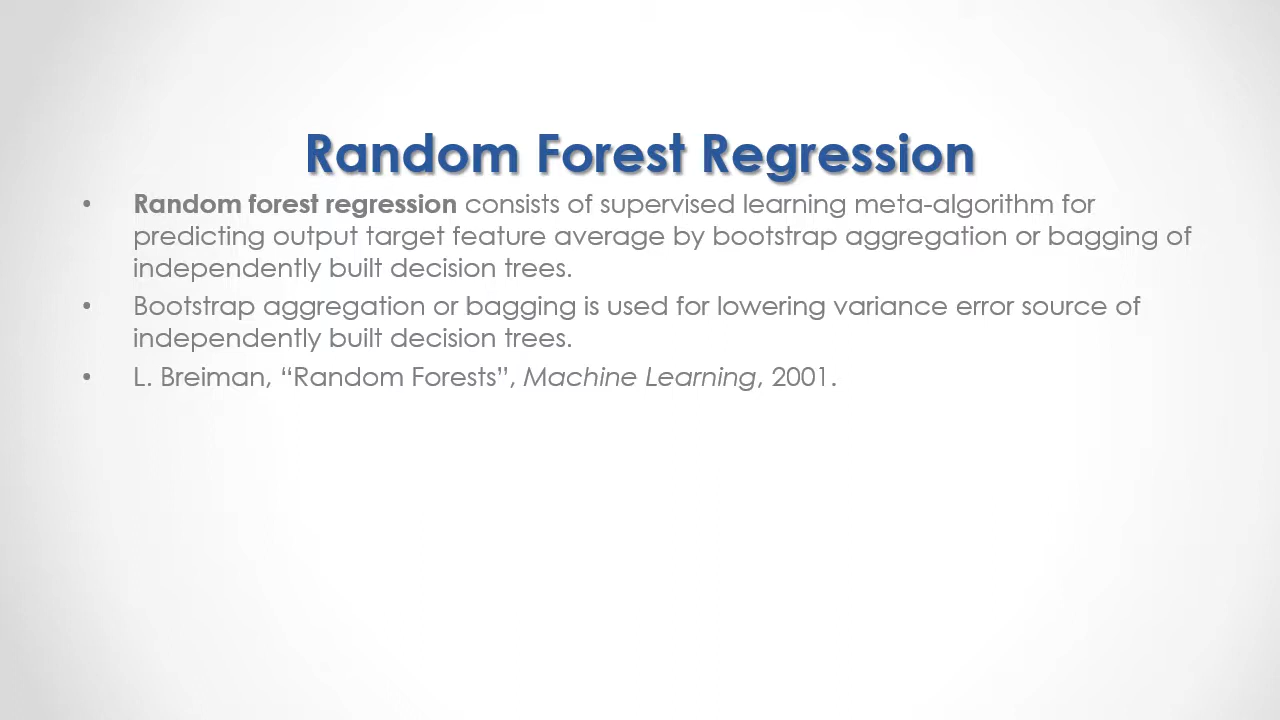 Random Forest Regression
• Random forest regression consists of supervised learning meta-algorithm for
predicting output target feature average by bootstrap aggregation or bagging of
independently built decision trees.
• Bootstrap aggregation or bagging is used for lowering variance error source of
independently built decision trees.
• L. Breiman, “Random Forests”, Machine Learning, 2001.